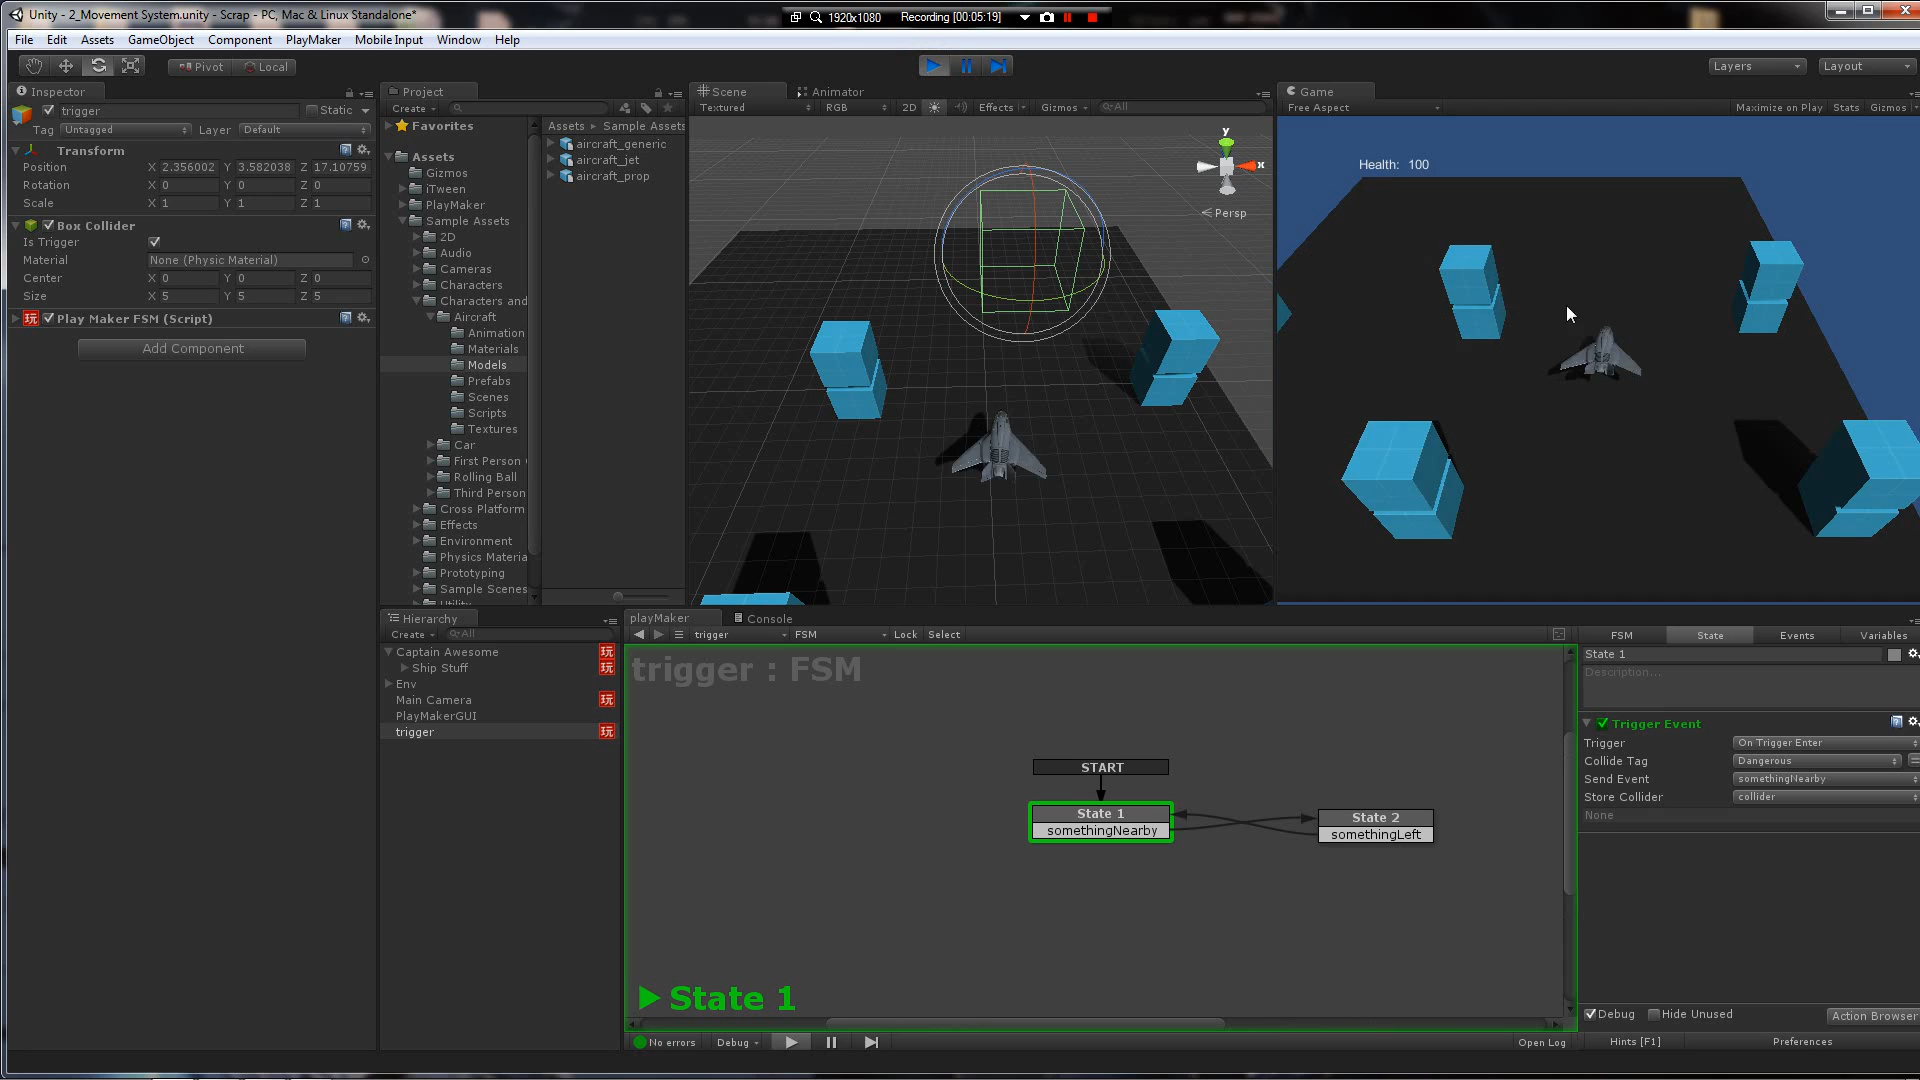 Unity - 2_Movement System.unity - Scrap - PC, Mac & Linux Standalone*
1920x1080
Recording [00:05:19]
File Edit Assets GameObject Component PlayMaker Mobile Input Window Help
Pivot Local
Layers Layout
Inspector
trigger Static
Tag Untagged Layer Default
Transform
Position X 2.356002 Y 3.582038 Z 17.10759
Rotation X 0 Y 0 Z 0
Scale X 1 Y 1 Z 1
Box Collider
Is Trigger
Material None (Physic Material)
Center X 0 Y 0 Z 0
Size X 5 Y 5 Z 5
Play Maker FSM (Script)
Add Component
Project
Create
Favorites
Assets
Gizmos
iTween
PlayMaker
Sample Assets
2D
Audio
Cameras
Characters
Characters and
Aircraft
Animation
Materials
Models
Prefabs
Scenes
Scripts
Textures
Car
First Person
Rolling Ball
Third Person
Cross Platform
Effects
Environment
Physics Materia
Prototyping
Sample Scenes
Utility
Assets Sample Assets
aircraft_generic
aircraft_jet
aircraft_prop
Scene Animator
Textured RGB 2D Effects Gizmos All
y
x
Persp
Game
Free Aspect Maximize on Play Stats Gizmos
Health: 100
Hierarchy
Create All
Captain Awesome 玩
Ship Stuff 玩
Env
Main Camera 玩
PlayMakerGUI
trigger 玩
playMaker Console
trigger FSM Lock Select
trigger : FSM
START
State 1
somethingNearby
State 2
somethingLeft
State 1
No errors Debug Open Log
FSM State Events Variables
State 1
Description...
Trigger Event
Trigger On Trigger Enter
Collide Tag Dangerous
Send Event somethingNearby
Store Collider collider
None
Debug Hide Unused Action Browser
Hints [F1] Preferences